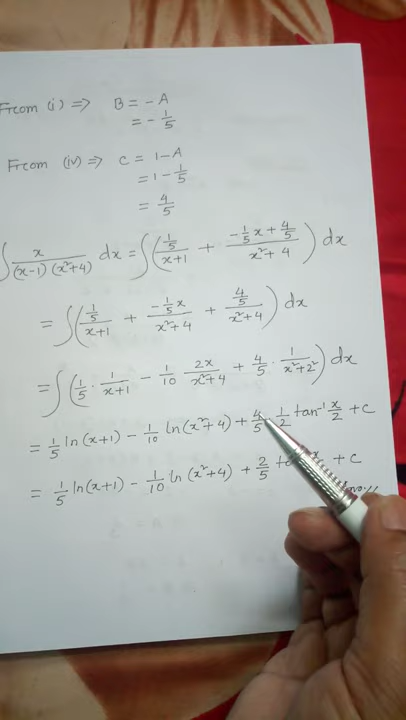 From (i) ⇒ B = -A
= -1/5
From (iv) ⇒ C = 1-A
= 1 - 1/5
= 4/5
∫ x/((x-1)(x²+4)) dx = ∫ ( (1/5)/(x+1) + (-1/5 x + 4/5)/(x²+4) ) dx
= ∫ ( (1/5)/(x+1) + (-1/5 x)/(x²+4) + (4/5)/(x²+4) ) dx
= ∫ ( 1/5 · 1/(x+1) - 1/10 2x/(x²+4) + 4/5 · 1/(x²+2²) ) dx
= 1/5 ln(x+1) - 1/10 ln(x²+4) + 4/5 · 1/2 tan⁻¹ x/2 + C
= 1/5 ln(x+1) - 1/10 ln(x²+4) + 2/5 + C